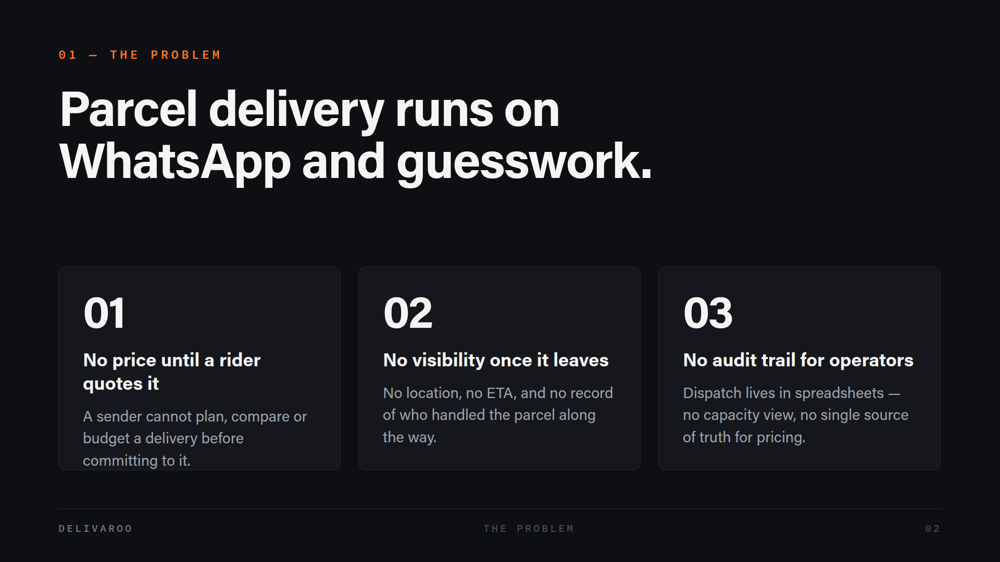 01 — THE PROBLEM
Parcel delivery runs on
WhatsApp and guesswork.
01
No price until a rider
quotes it
A sender cannot plan, compare or
budget a delivery before
committing to it.
02
No visibility once it leaves
No location, no ETA, and no record
of who handled the parcel along
the way.
03
No audit trail for operators
Dispatch lives in spreadsheets —
no capacity view, no single source
of truth for pricing.
DELIVAROO
THE PROBLEM
02